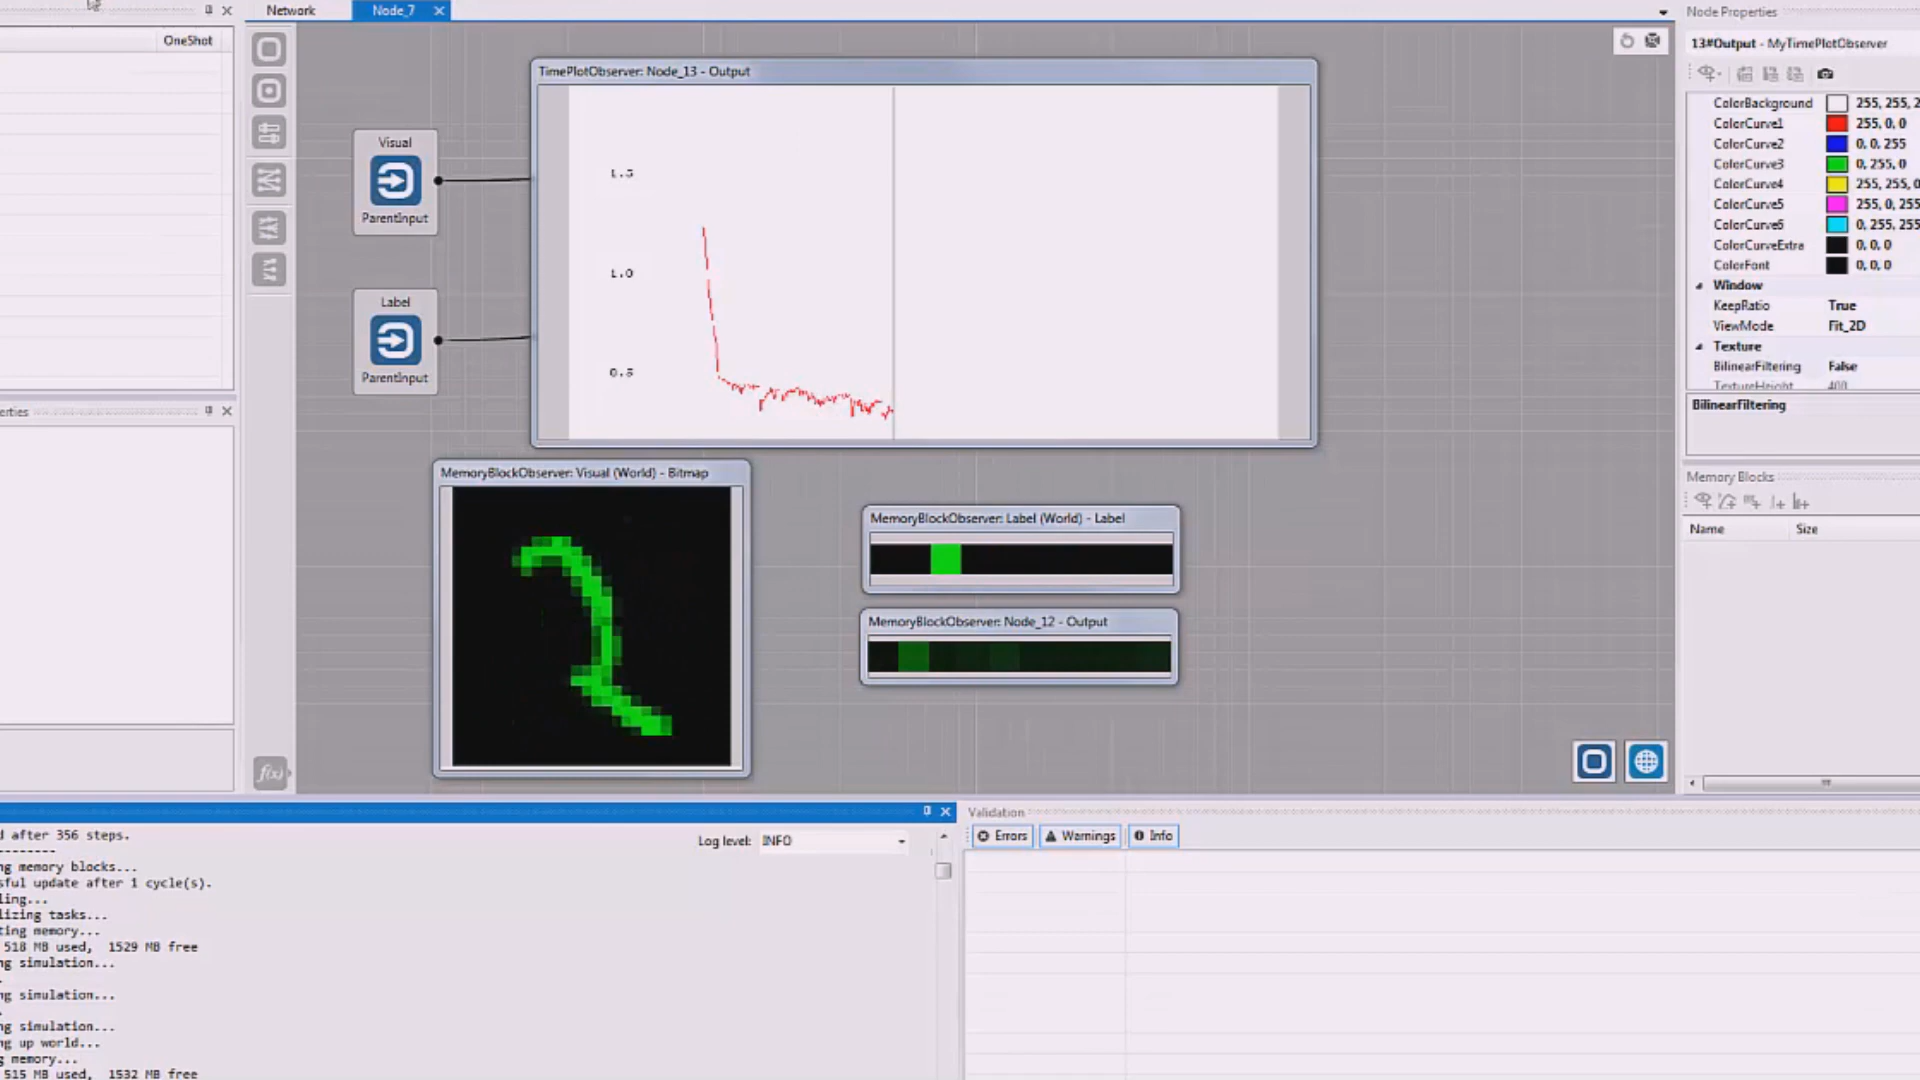 Network
Node_7
OneShot
erties
Visual
ParentInput
Label
ParentInput
TimePlotObserver: Node_13 - Output
1.5
1.0
0.5
MemoryBlockObserver: Visual (World) - Bitmap
MemoryBlockObserver: Label (World) - Label
MemoryBlockObserver: Node_12 - Output
f(x)
Node Properties
13#Output - MyTimePlotObserver
ColorBackground 255, 255, 2
ColorCurve1 255, 0, 0
ColorCurve2 0, 0, 255
ColorCurve3 0, 255, 0
ColorCurve4 255, 255, 0
ColorCurve5 255, 0, 255
ColorCurve6 0, 255, 255
ColorCurveExtra 0, 0, 0
ColorFont 0, 0, 0
Window
KeepRatio True
ViewMode Fit_2D
Texture
BilinearFiltering False
TextureHeight 400
BilinearFiltering
Memory Blocks
Name Size
Log level: INFO
d after 356 steps.
--------
ng memory blocks...
sful update after 1 cycle(s).
ling...
lizing tasks...
ting memory...
518 MB used, 1529 MB free
ng simulation...
.
ng simulation...
.
ng simulation...
ng up world...
g memory...
515 MB used, 1532 MB free
Validation
Errors Warnings Info